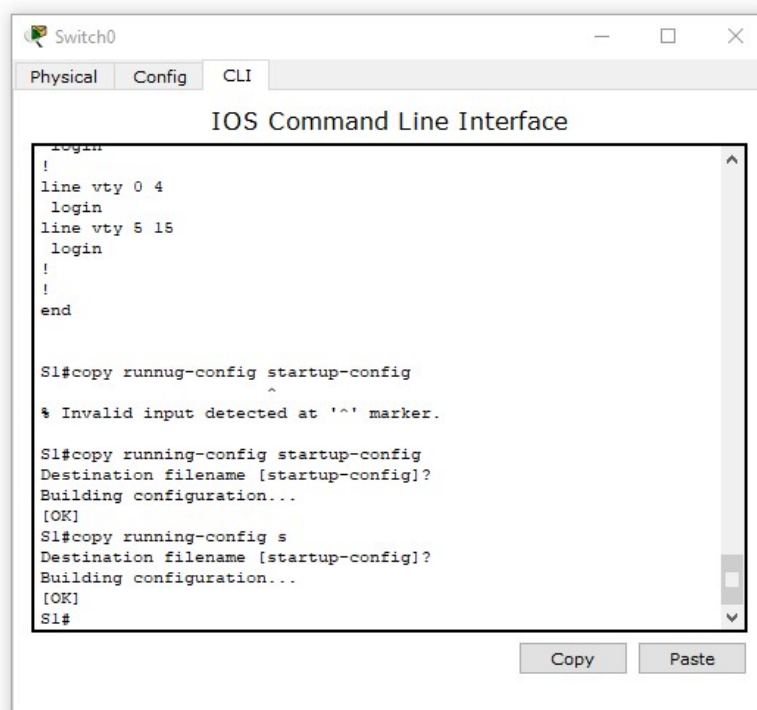 Switch0
Physical Config CLI
IOS Command Line Interface
login
!
line vty 0 4
login
line vty 5 15
login
!
!
end
S1#copy runnug-config startup-config
^
% Invalid input detected at '^' marker.
S1#copy running-config startup-config
Destination filename [startup-config]?
Building configuration...
[OK]
S1#copy running-config s
Destination filename [startup-config]?
Building configuration...
[OK]
S1#
Copy Paste